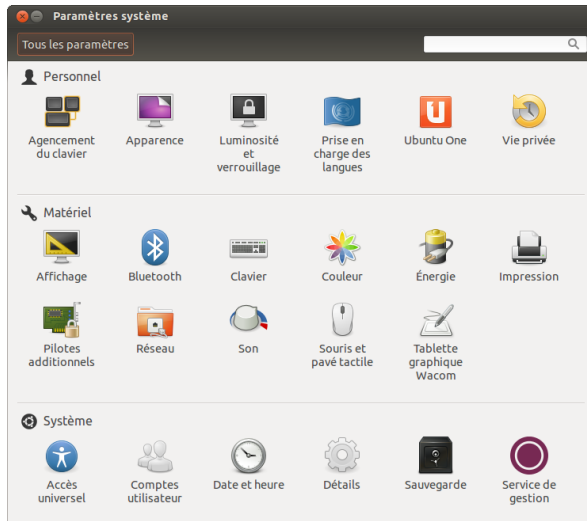 Paramètres système
Tous les paramètres
Personnel
Agencement
du clavier
Apparence
Luminosité
et
verrouillage
Prise en
charge des
langues
Ubuntu One
Vie privée
Matériel
Affichage
Bluetooth
Clavier
Couleur
Énergie
Impression
Pilotes
additionnels
Réseau
Son
Souris et
pavé tactile
Tablette
graphique
Wacom
Système
Accès
universel
Comptes
utilisateur
Date et heure
Détails
Sauvegarde
Service de
gestion